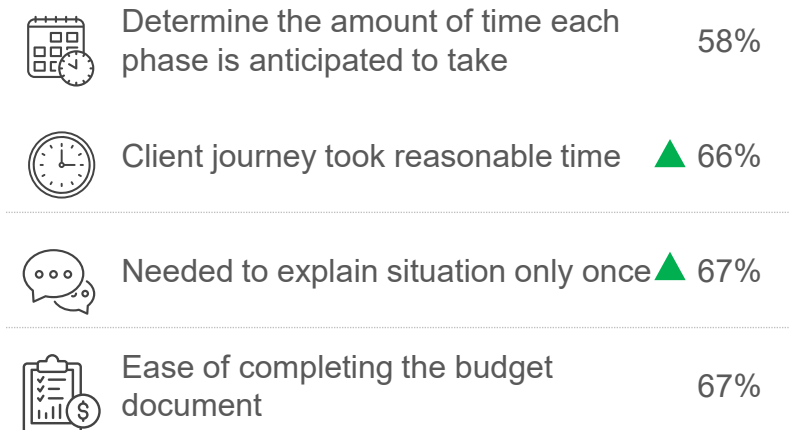 Determine the amount of time each
phase is anticipated to take
58%
Client journey took reasonable time 66%
Needed to explain situation only once 67%
Ease of completing the budget
document
67%